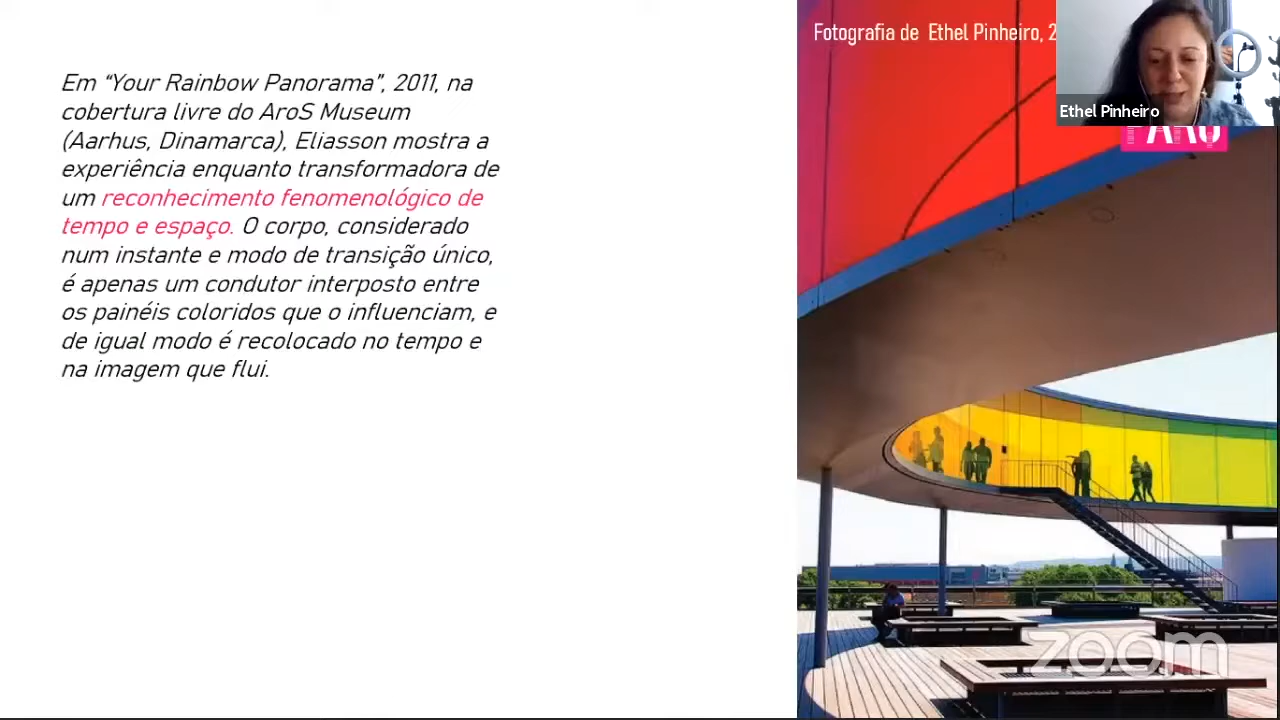 Em “Your Rainbow Panorama”, 2011, na
cobertura livre do AroS Museum
(Aarhus, Dinamarca), Eliasson mostra a
experiência enquanto transformadora de
um reconhecimento fenomenológico de
tempo e espaço. O corpo, considerado
num instante e modo de transição único,
é apenas um condutor interposto entre
os painéis coloridos que o influenciam, e
de igual modo é recolocado no tempo e
na imagem que flui.
Fotografia de Ethel Pinheiro, 2
Ethel Pinheiro
zoom